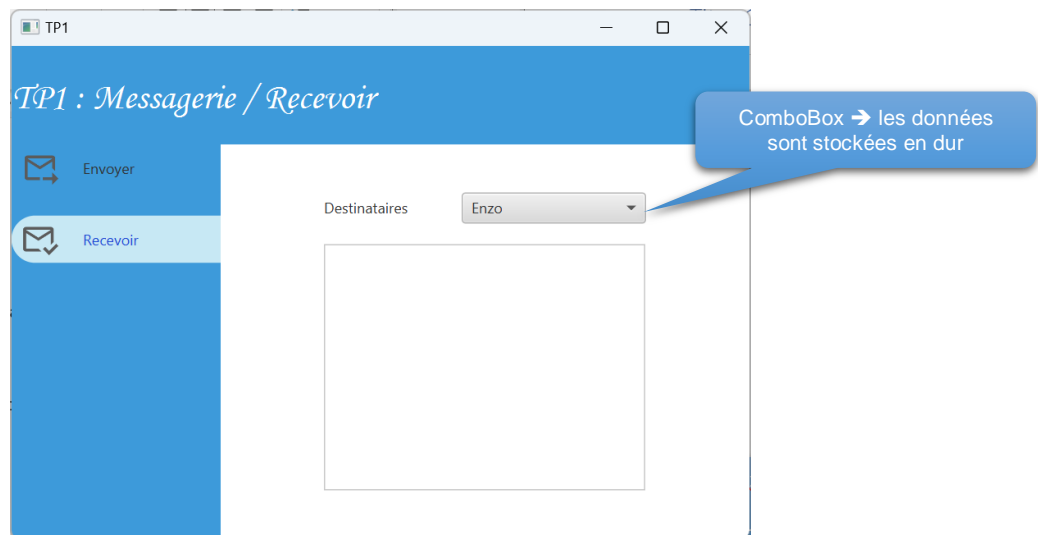 TP1
TP1 : Messagerie / Recevoir
ComboBox ➔ les données
sont stockées en dur
Envoyer
Destinataires
Enzo
Recevoir